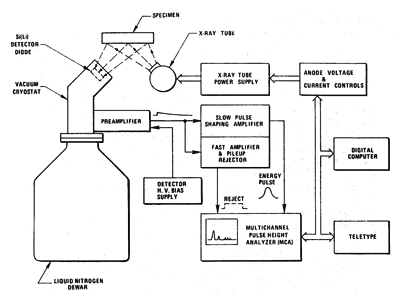 SPECIMEN
Si(Li)
DETECTOR
DIODE
X-RAY TUBE
VACUUM
CRYOSTAT
X-RAY TUBE
POWER SUPPLY
ANODE VOLTAGE
&
CURRENT CONTROLS
PREAMPLIFIER
SLOW PULSE
SHAPING AMPLIFIER
FAST AMPLIFIER
& PILEUP
REJECTOR
DIGITAL
COMPUTER
DETECTOR
H.V. BIAS
SUPPLY
ENERGY
PULSE
REJECT
MULTICHANNEL
PULSE HEIGHT
ANALYZER (MCA)
TELETYPE
LIQUID NITROGEN
DEWAR